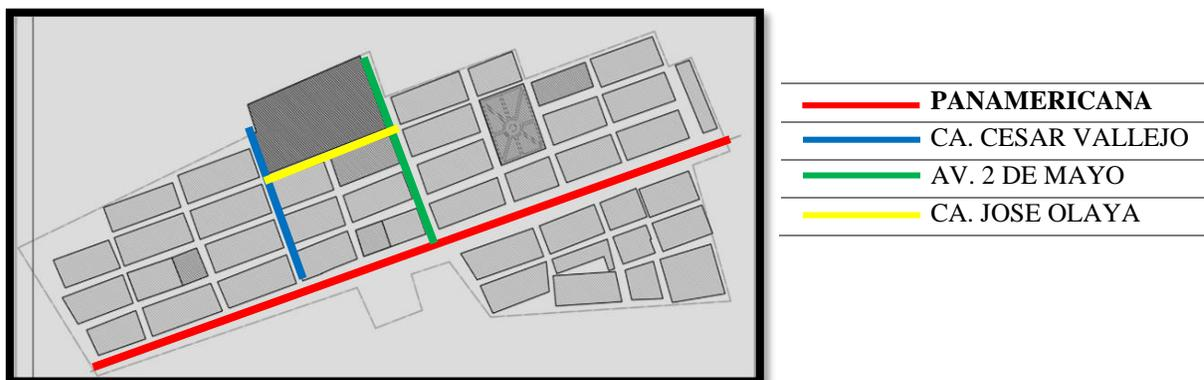 PANAMERICANA
CA. CESAR VALLEJO
AV. 2 DE MAYO
CA. JOSE OLAYA